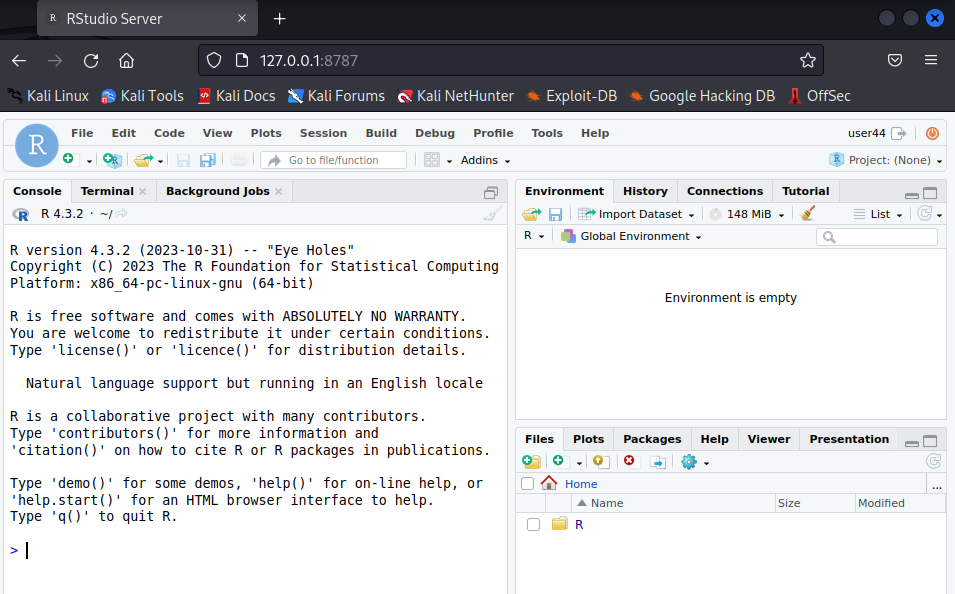 R RStudio Server
127.0.0.1:8787
Kali Linux Kali Tools Kali Docs Kali Forums Kali NetHunter Exploit-DB Google Hacking DB OffSec
R File Edit Code View Plots Session Build Debug Profile Tools Help user44
Go to file/function Addins R Project: (None)
Console Terminal Background Jobs
R R 4.3.2 · ~/
R version 4.3.2 (2023-10-31) -- "Eye Holes"
Copyright (C) 2023 The R Foundation for Statistical Computing
Platform: x86_64-pc-linux-gnu (64-bit)
R is free software and comes with ABSOLUTELY NO WARRANTY.
You are welcome to redistribute it under certain conditions.
Type 'license()' or 'licence()' for distribution details.
Natural language support but running in an English locale
R is a collaborative project with many contributors.
Type 'contributors()' for more information and
'citation()' on how to cite R or R packages in publications.
Type 'demo()' for some demos, 'help()' for on-line help, or
'help.start()' for an HTML browser interface to help.
Type 'q()' to quit R.
>
Environment History Connections Tutorial
Import Dataset 148 MiB List
R Global Environment
Environment is empty
Files Plots Packages Help Viewer Presentation
Home ...
Name Size Modified
R